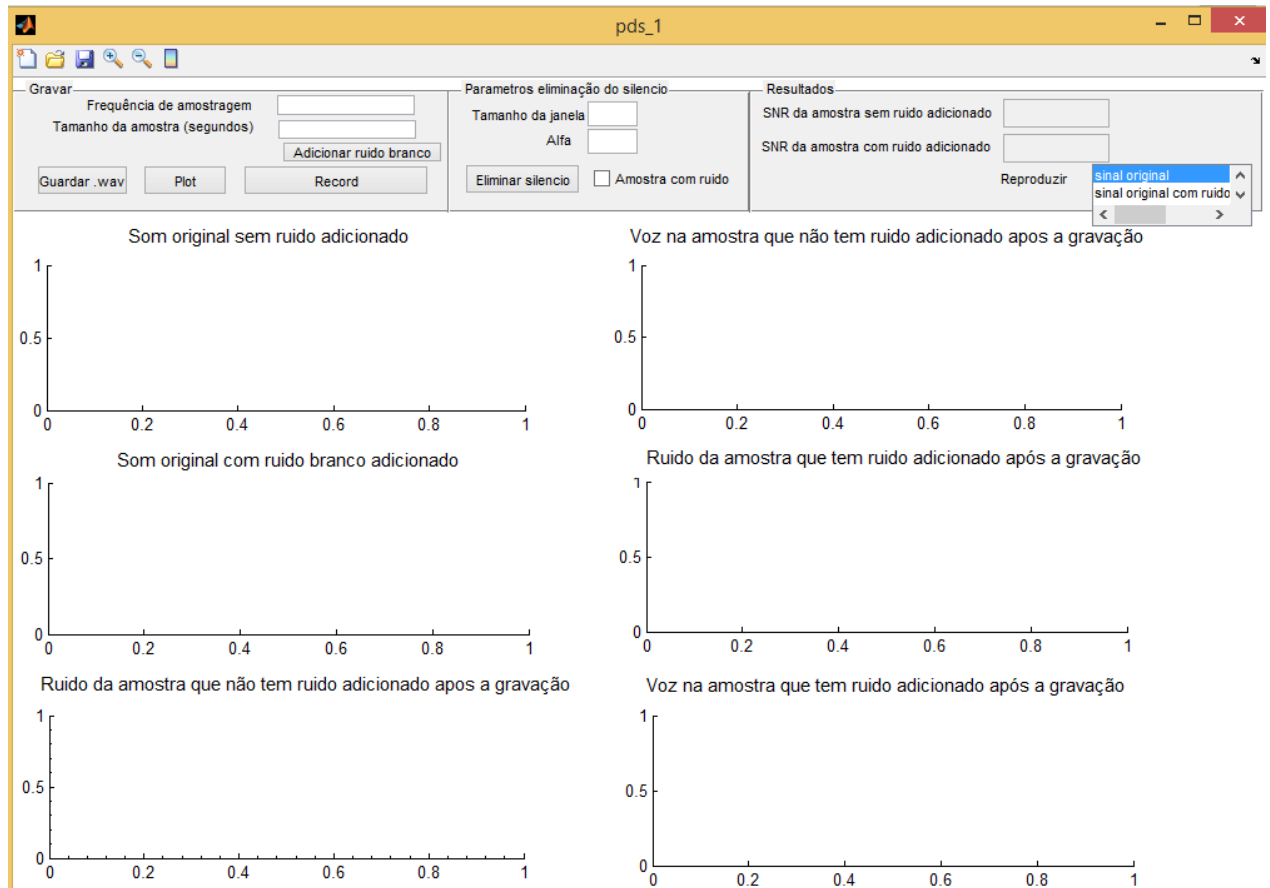 pds_1
Gravar
Frequência de amostragem
Tamanho da amostra (segundos)
Adicionar ruido branco
Guardar .wav
Plot
Record
Parametros eliminação do silencio
Tamanho da janela
Alfa
Eliminar silencio
Amostra com ruido
Resultados
SNR da amostra sem ruido adicionado
SNR da amostra com ruido adicionado
Reproduzir
sinal original
sinal original com ruido
Som original sem ruido adicionado
1
0.5
0
0 0.2 0.4 0.6 0.8 1
Voz na amostra que não tem ruido adicionado apos a gravação
1
0.5
0
0 0.2 0.4 0.6 0.8 1
Som original com ruido branco adicionado
1
0.5
0
0 0.2 0.4 0.6 0.8 1
Ruido da amostra que tem ruido adicionado após a gravação
1
0.5
0
0 0.2 0.4 0.6 0.8 1
Ruido da amostra que não tem ruido adicionado apos a gravação
1
0.5
0
0 0.2 0.4 0.6 0.8 1
Voz na amostra que tem ruido adicionado após a gravação
1
0.5
0
0 0.2 0.4 0.6 0.8 1